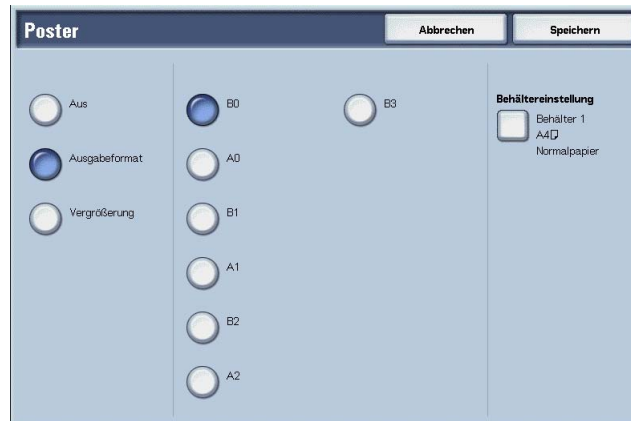 Poster
Abbrechen
Speichern
Aus
Ausgabeformat
Vergrößerung
B0
A0
B1
A1
B2
A2
B3
Behältereinstellung
Behälter 1
A4
Normalpapier